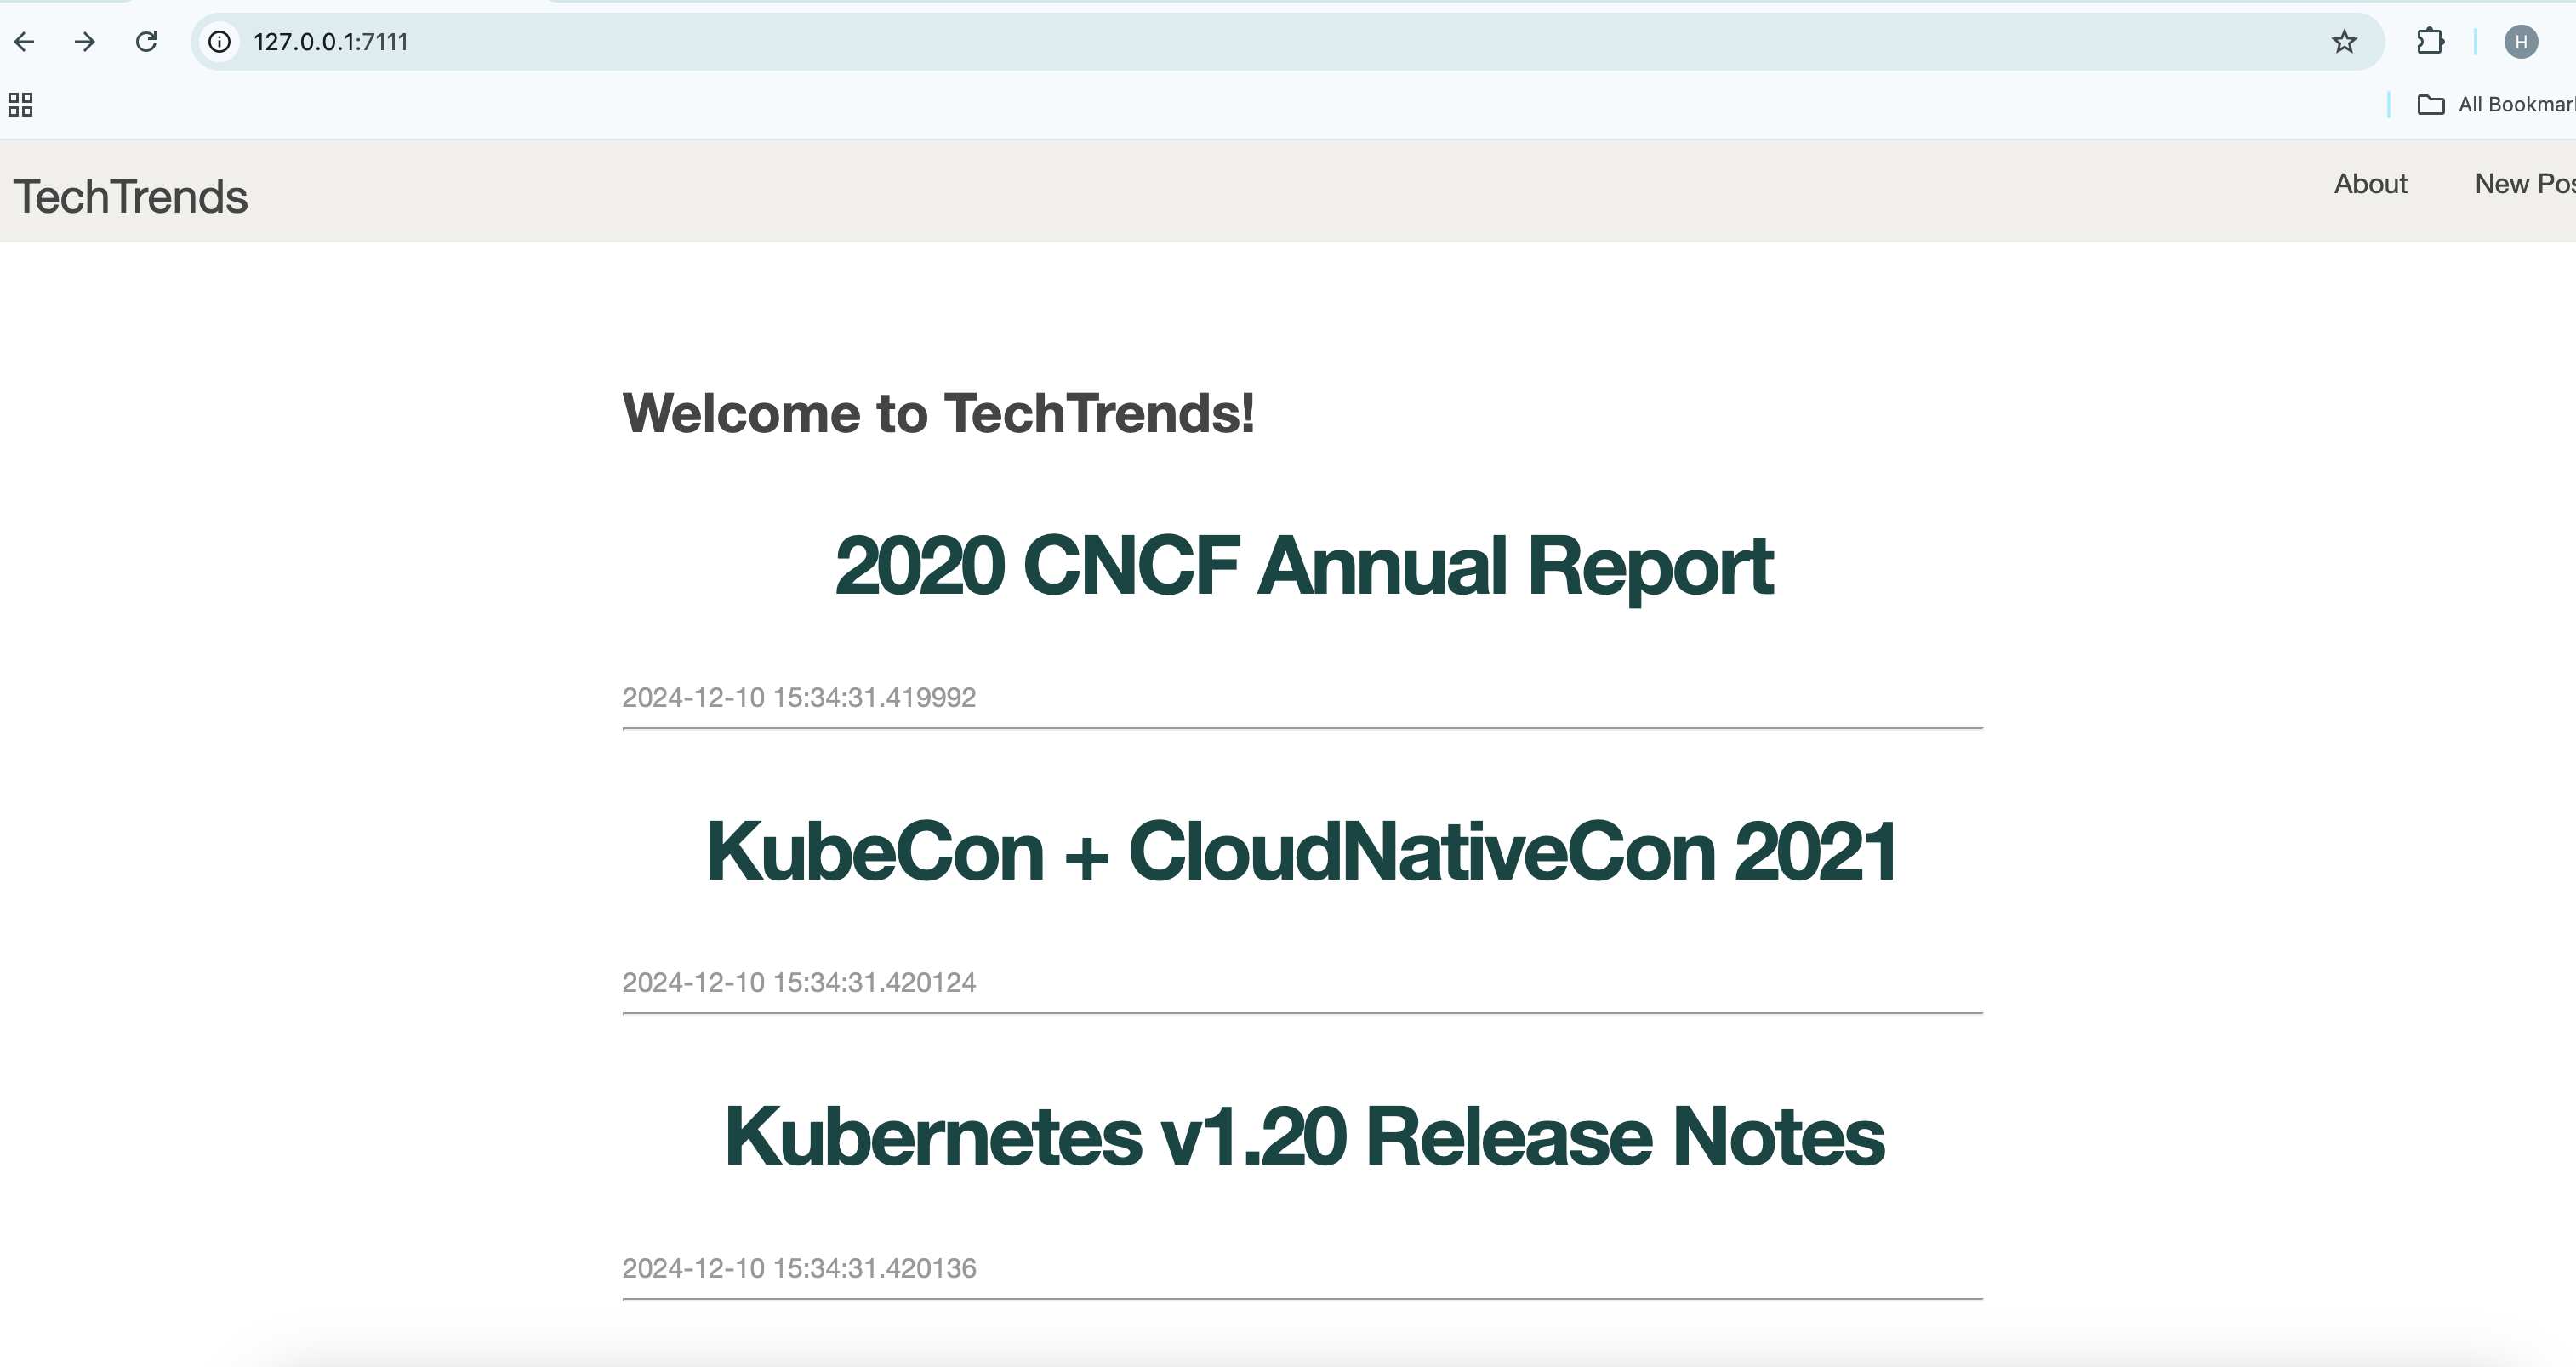 127.0.0.1:7111
H
All Bookmar
TechTrends
About
New Pos
Welcome to TechTrends!
2020 CNCF Annual Report
2024-12-10 15:34:31.419992
KubeCon + CloudNativeCon 2021
2024-12-10 15:34:31.420124
Kubernetes v1.20 Release Notes
2024-12-10 15:34:31.420136